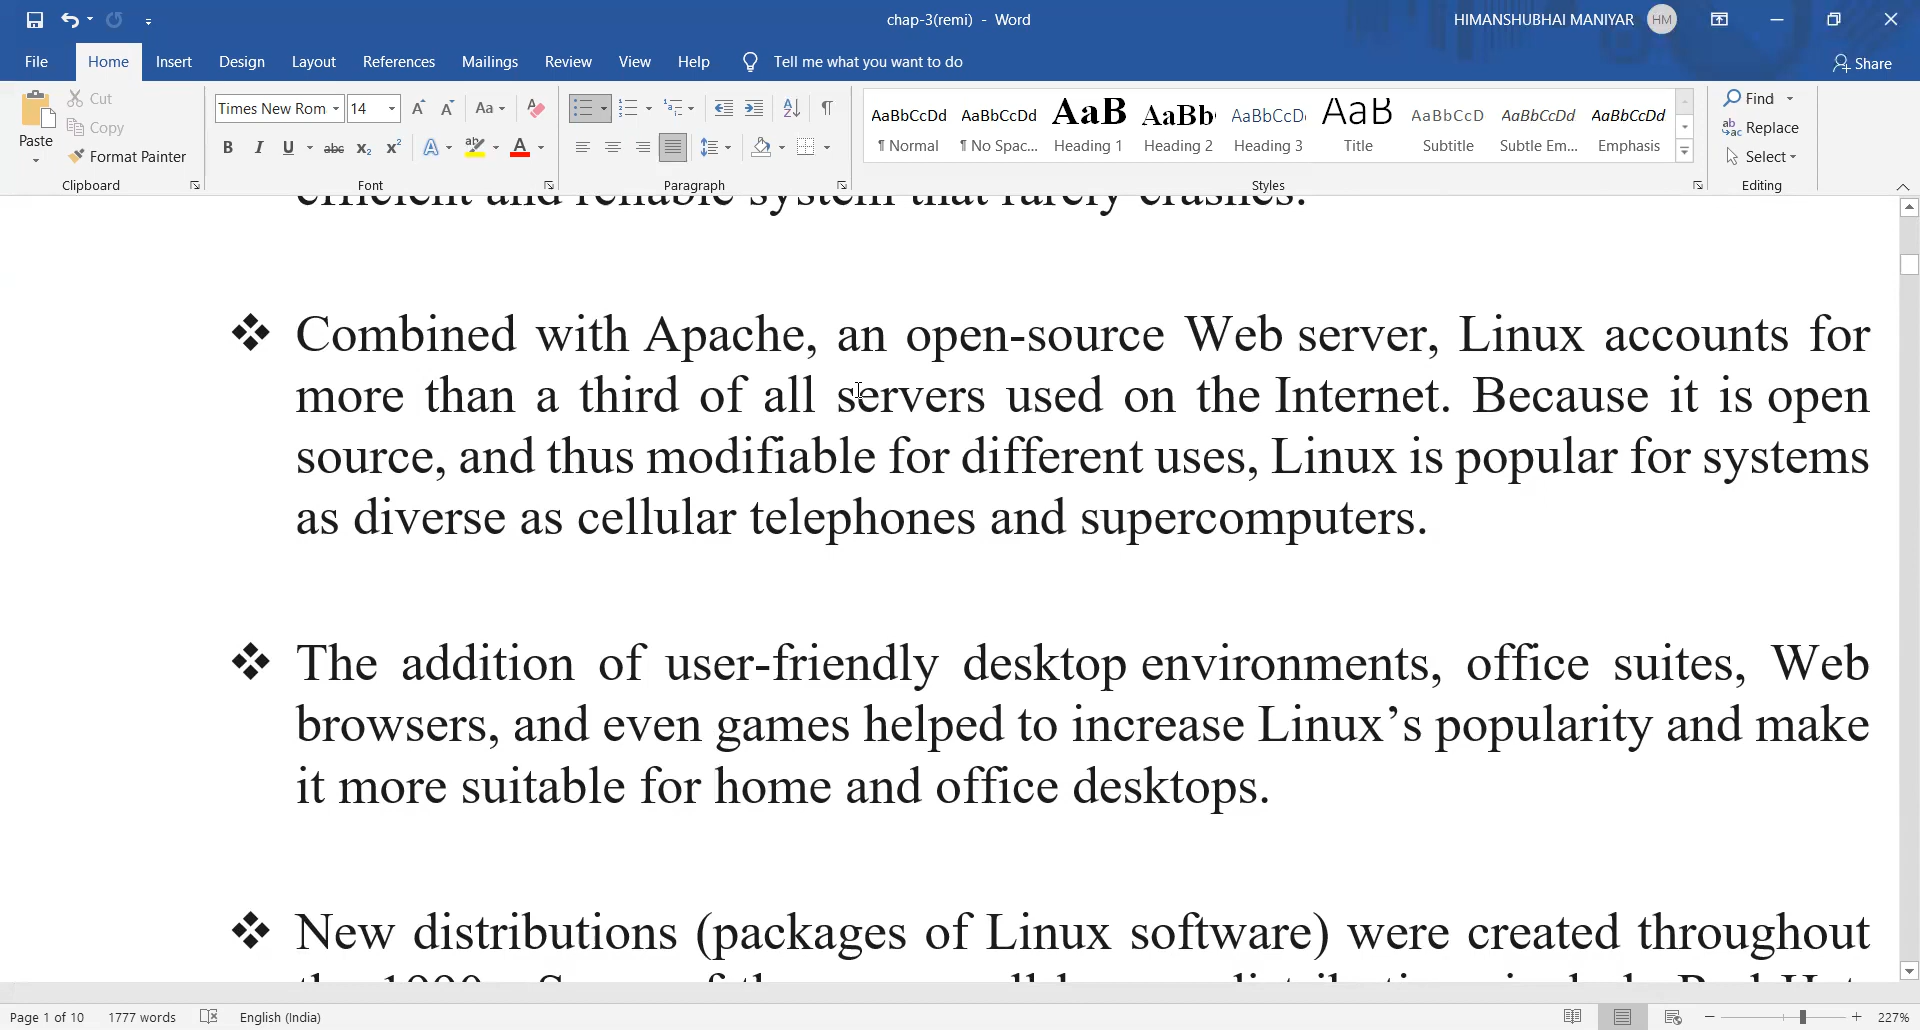 chap-3(remi) - Word
HIMANSHUBHAI MANIYAR HM
File Home Insert Design Layout References Mailings Review View Help Tell me what you want to do Share
Paste
Cut
Copy
Format Painter
Clipboard
Times New Rom 14
Font
Paragraph
AaBbCcDd AaBbCcDd AaB AaBb AaBbCcD AaB AaBbCcD AaBbCcDd AaBbCcDd
¶ Normal ¶ No Spac... Heading 1 Heading 2 Heading 3 Title Subtitle Subtle Em... Emphasis
Styles
Find
Replace
Select
Editing
efficient and reliable system that rarely crashes.
❖ Combined with Apache, an open-source Web server, Linux accounts for
more than a third of all servers used on the Internet. Because it is open
source, and thus modifiable for different uses, Linux is popular for systems
as diverse as cellular telephones and supercomputers.
❖ The addition of user-friendly desktop environments, office suites, Web
browsers, and even games helped to increase Linux’s popularity and make
it more suitable for home and office desktops.
❖ New distributions (packages of Linux software) were created throughout
Page 1 of 10 1777 words English (India) 227%